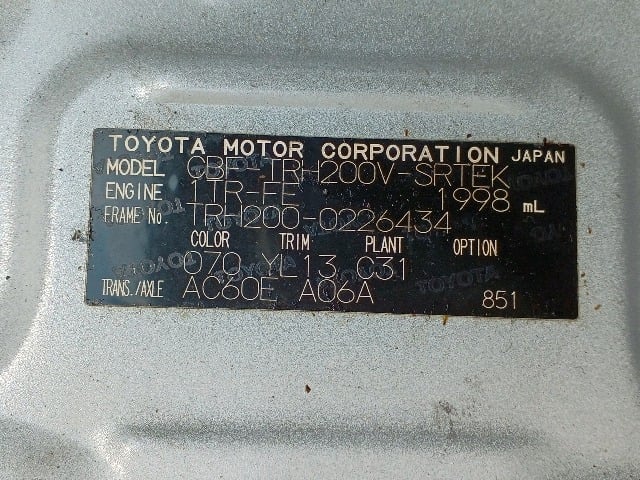 TOYOTA MOTOR CORPORATION JAPAN
MODEL CBF-TRH200V-SRTEK
ENGINE 1TR-FE 1998 mL
FRAME No. TRH200-0226434
COLOR TRIM PLANT OPTION
070 YL13 C31
TRANS./AXLE AC60E A06A 851